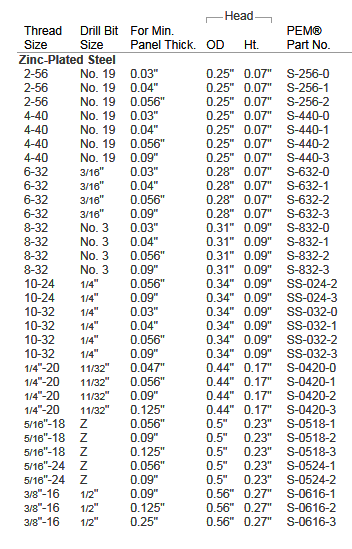 Head
Thread Drill Bit For Min. PEM®
Size Size Panel Thick. OD Ht. Part No.
Zinc-Plated Steel
2-56 No. 19 0.03" 0.25" 0.07" S-256-0
2-56 No. 19 0.04" 0.25" 0.07" S-256-1
2-56 No. 19 0.056" 0.25" 0.07" S-256-2
4-40 No. 19 0.03" 0.25" 0.07" S-440-0
4-40 No. 19 0.04" 0.25" 0.07" S-440-1
4-40 No. 19 0.056" 0.25" 0.07" S-440-2
4-40 No. 19 0.09" 0.25" 0.07" S-440-3
6-32 3/16" 0.03" 0.28" 0.07" S-632-0
6-32 3/16" 0.04" 0.28" 0.07" S-632-1
6-32 3/16" 0.056" 0.28" 0.07" S-632-2
6-32 3/16" 0.09" 0.28" 0.07" S-632-3
8-32 No. 3 0.03" 0.31" 0.09" S-832-0
8-32 No. 3 0.04" 0.31" 0.09" S-832-1
8-32 No. 3 0.056" 0.31" 0.09" S-832-2
8-32 No. 3 0.09" 0.31" 0.09" S-832-3
10-24 1/4" 0.056" 0.34" 0.09" SS-024-2
10-24 1/4" 0.09" 0.34" 0.09" SS-024-3
10-32 1/4" 0.03" 0.34" 0.09" SS-032-0
10-32 1/4" 0.04" 0.34" 0.09" SS-032-1
10-32 1/4" 0.056" 0.34" 0.09" SS-032-2
10-32 1/4" 0.09" 0.34" 0.09" SS-032-3
1/4"-20 11/32" 0.047" 0.44" 0.17" S-0420-0
1/4"-20 11/32" 0.056" 0.44" 0.17" S-0420-1
1/4"-20 11/32" 0.09" 0.44" 0.17" S-0420-2
1/4"-20 11/32" 0.125" 0.44" 0.17" S-0420-3
5/16"-18 Z 0.056" 0.5" 0.23" S-0518-1
5/16"-18 Z 0.09" 0.5" 0.23" S-0518-2
5/16"-18 Z 0.125" 0.5" 0.23" S-0518-3
5/16"-24 Z 0.056" 0.5" 0.23" S-0524-1
5/16"-24 Z 0.09" 0.5" 0.23" S-0524-2
3/8"-16 1/2" 0.09" 0.56" 0.27" S-0616-1
3/8"-16 1/2" 0.125" 0.56" 0.27" S-0616-2
3/8"-16 1/2" 0.25" 0.56" 0.27" S-0616-3